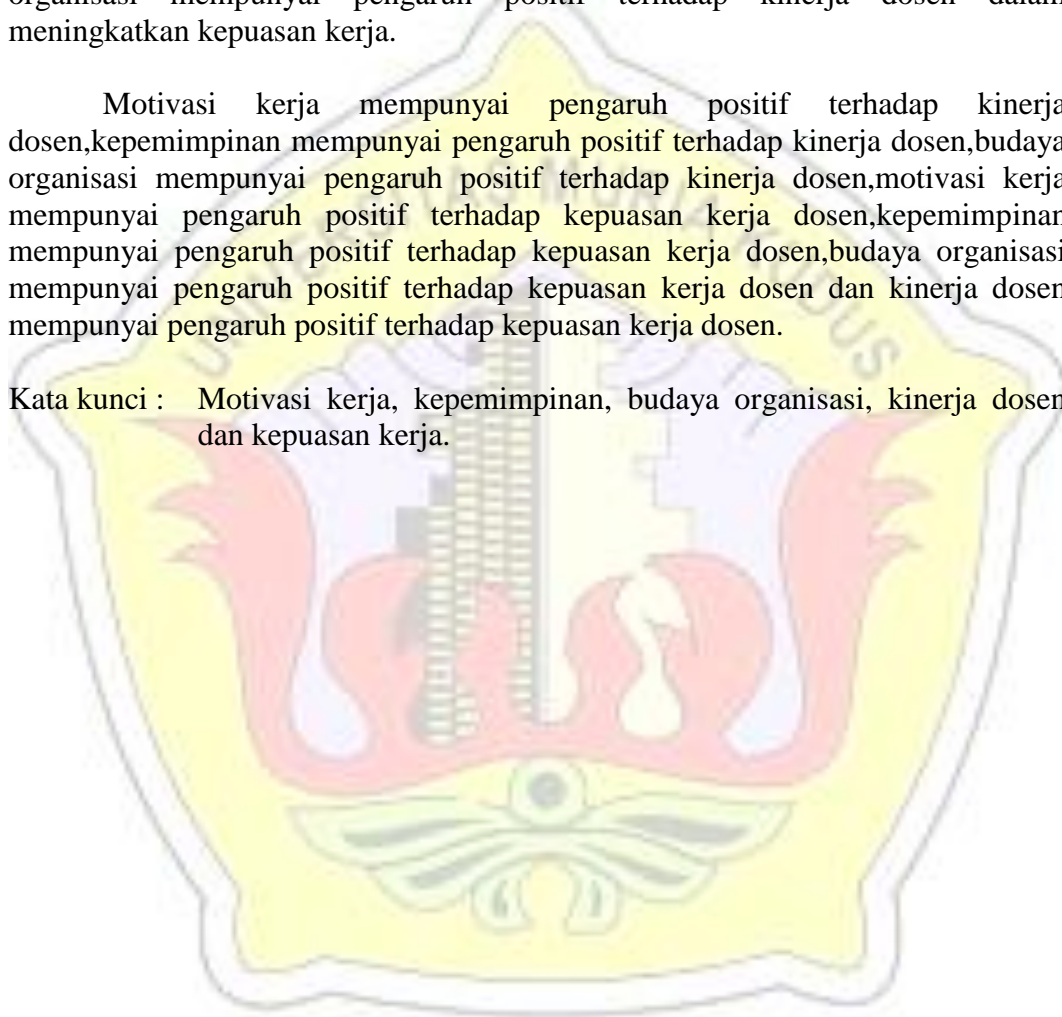 organisasi mempunyai pengaruh positif terhadap kinerja dosen dalam
meningkatkan kepuasan kerja.
Motivasi kerja mempunyai pengaruh positif terhadap kinerja
dosen,kepemimpinan mempunyai pengaruh positif terhadap kinerja dosen,budaya
organisasi mempunyai pengaruh positif terhadap kinerja dosen,motivasi kerja
mempunyai pengaruh positif terhadap kepuasan kerja dosen,kepemimpinan
mempunyai pengaruh positif terhadap kepuasan kerja dosen,budaya organisasi
mempunyai pengaruh positif terhadap kepuasan kerja dosen dan kinerja dosen
mempunyai pengaruh positif terhadap kepuasan kerja dosen.
Kata kunci : Motivasi kerja, kepemimpinan, budaya organisasi, kinerja dosen
dan kepuasan kerja.
UNIVERSITAS MURIA KUDUS